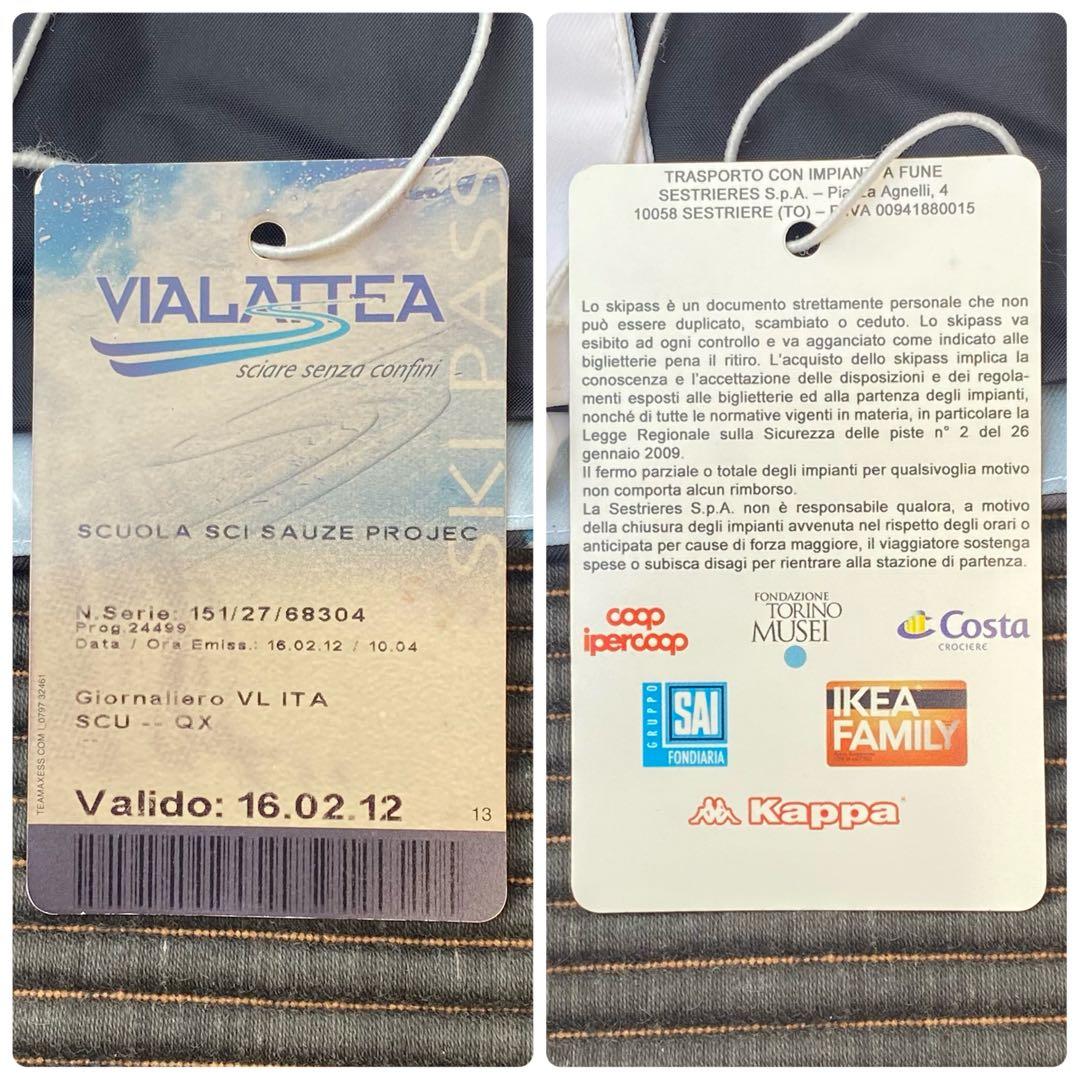 VIALATTEA
sciare senza confini
SKI PASS
SCUOLA SCI SAUZE PROJEC
N.Serie: 151/27/68304
Prog.24499
Data / Ora Emiss.: 16.02.12 / 10.04
Giornaliero VL ITA
SCU -- QX
--
TEAMAXESS.COM L0797 32461
Valido: 16.02.12
13
TRASPORTO CON IMPIANTI A FUNE
SESTRIERES S.p.A. – Piazza Agnelli, 4
10058 SESTRIERE (TO) – P.IVA 00941880015
Lo skipass è un documento strettamente personale che non
può essere duplicato, scambiato o ceduto. Lo skipass va
esibito ad ogni controllo e va agganciato come indicato alle
biglietterie pena il ritiro. L'acquisto dello skipass implica la
conoscenza e l'accettazione delle disposizioni e dei regola-
menti esposti alle biglietterie ed alla partenza degli impianti,
nonché di tutte le normative vigenti in materia, in particolare la
Legge Regionale sulla Sicurezza delle piste n° 2 del 26
gennaio 2009.
Il fermo parziale o totale degli impianti per qualsivoglia motivo
non comporta alcun rimborso.
La Sestrieres S.p.A. non è responsabile qualora, a motivo
della chiusura degli impianti avvenuta nel rispetto degli orari o
anticipata per cause di forza maggiore, il viaggiatore sostenga
spese o subisca disagi per rientrare alla stazione di partenza.
coop
ipercoop
FONDAZIONE
TORINO
MUSEI
Costa
CROCIERE
GRUPPO
SAI
FONDIARIA
IKEA
FAMILY
Kappa